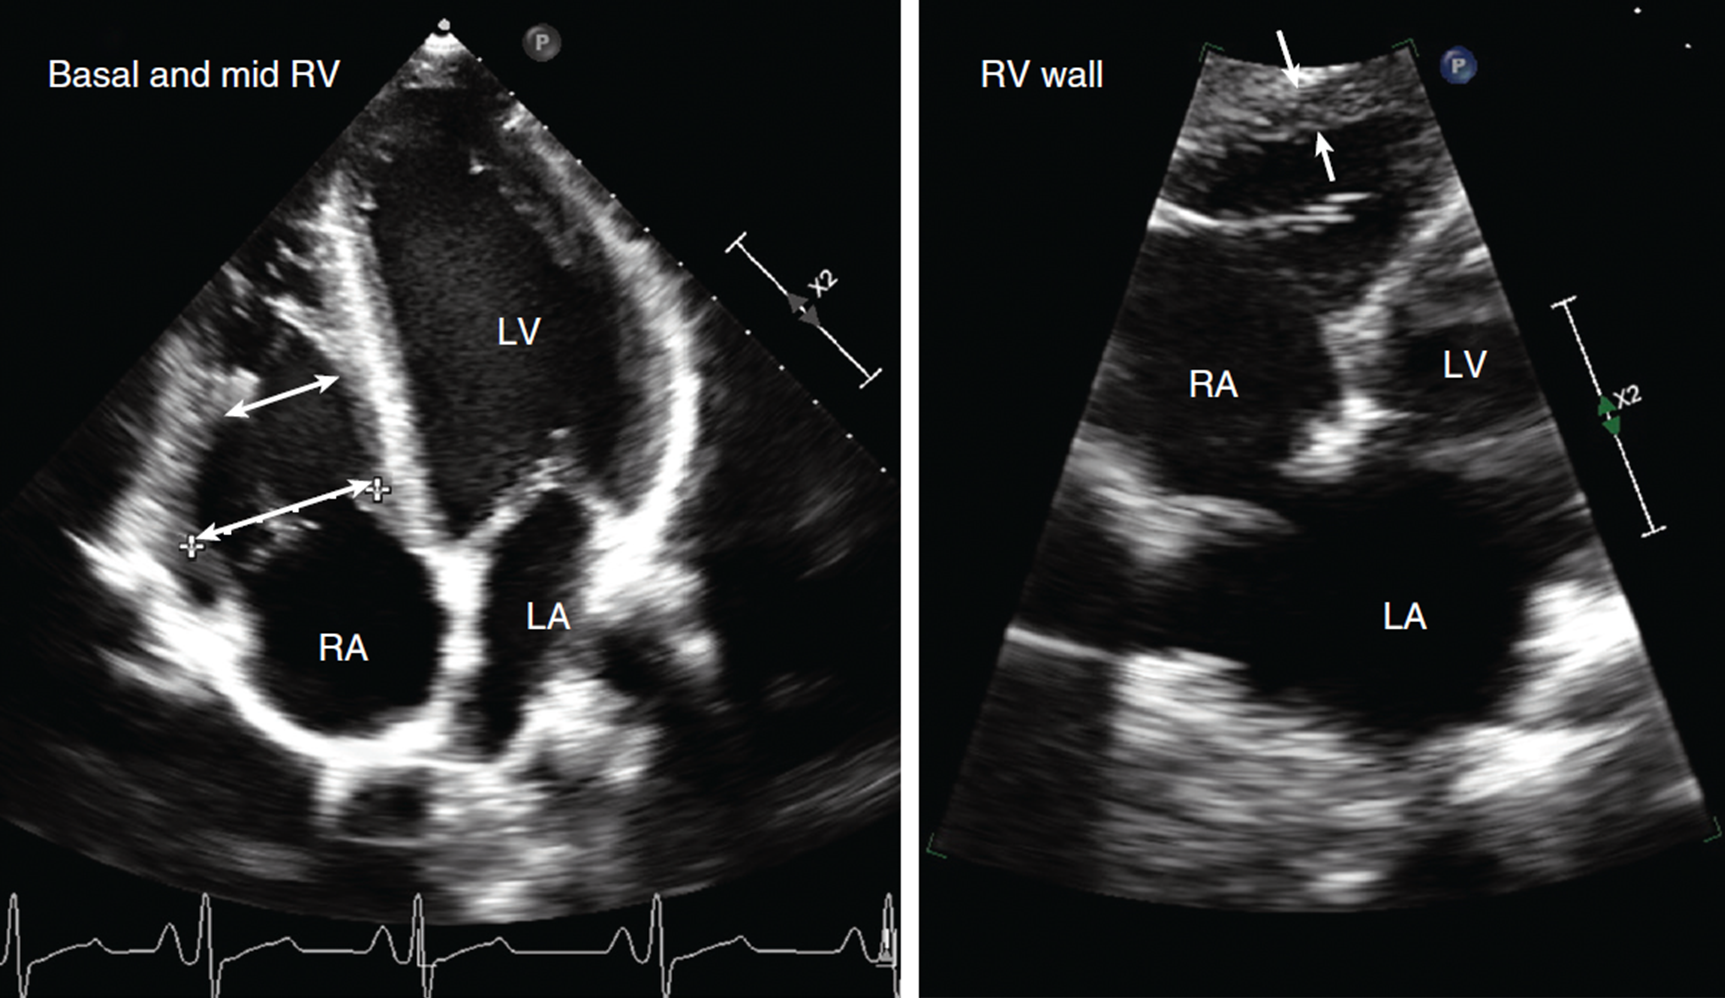 Basal and mid RV
P
X2
LV
LA
RA
RV wall
P
X2
RA
LV
LA